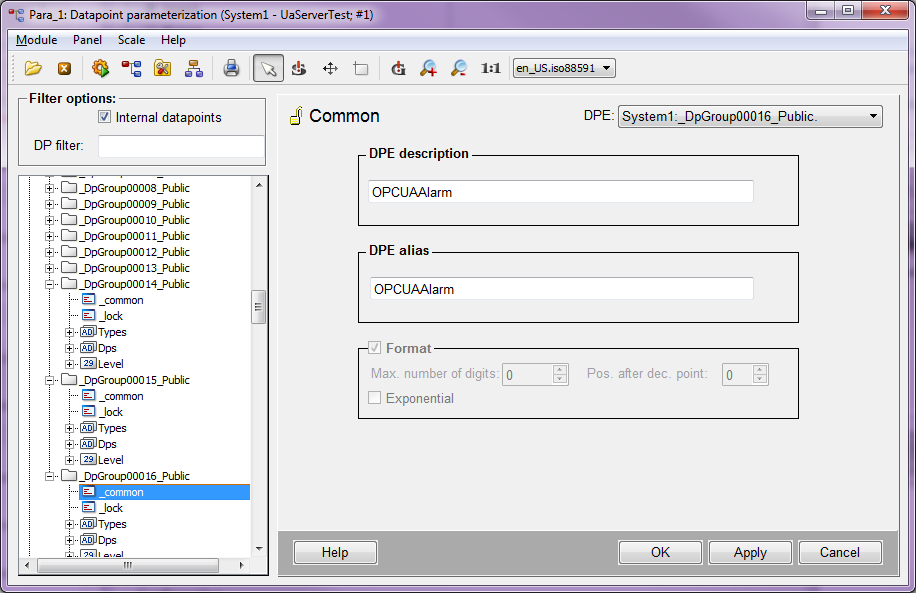 Para_1: Datapoint parameterization (System1 - UaServerTest; #1)
Module Panel Scale Help
1:1 en_US.iso88591
Filter options:
Internal datapoints
DP filter:
_DpGroup00008_Public
_DpGroup00009_Public
_DpGroup00010_Public
_DpGroup00011_Public
_DpGroup00012_Public
_DpGroup00013_Public
_DpGroup00014_Public
_common
_lock
Types
Dps
Level
_DpGroup00015_Public
_common
_lock
Types
Dps
Level
_DpGroup00016_Public
_common
_lock
Types
Dps
Level
Common
DPE: System1:_DpGroup00016_Public.
DPE description
OPCUAAlarm
DPE alias
OPCUAAlarm
Format
Max. number of digits: 0 Pos. after dec. point: 0
Exponential
Help OK Apply Cancel